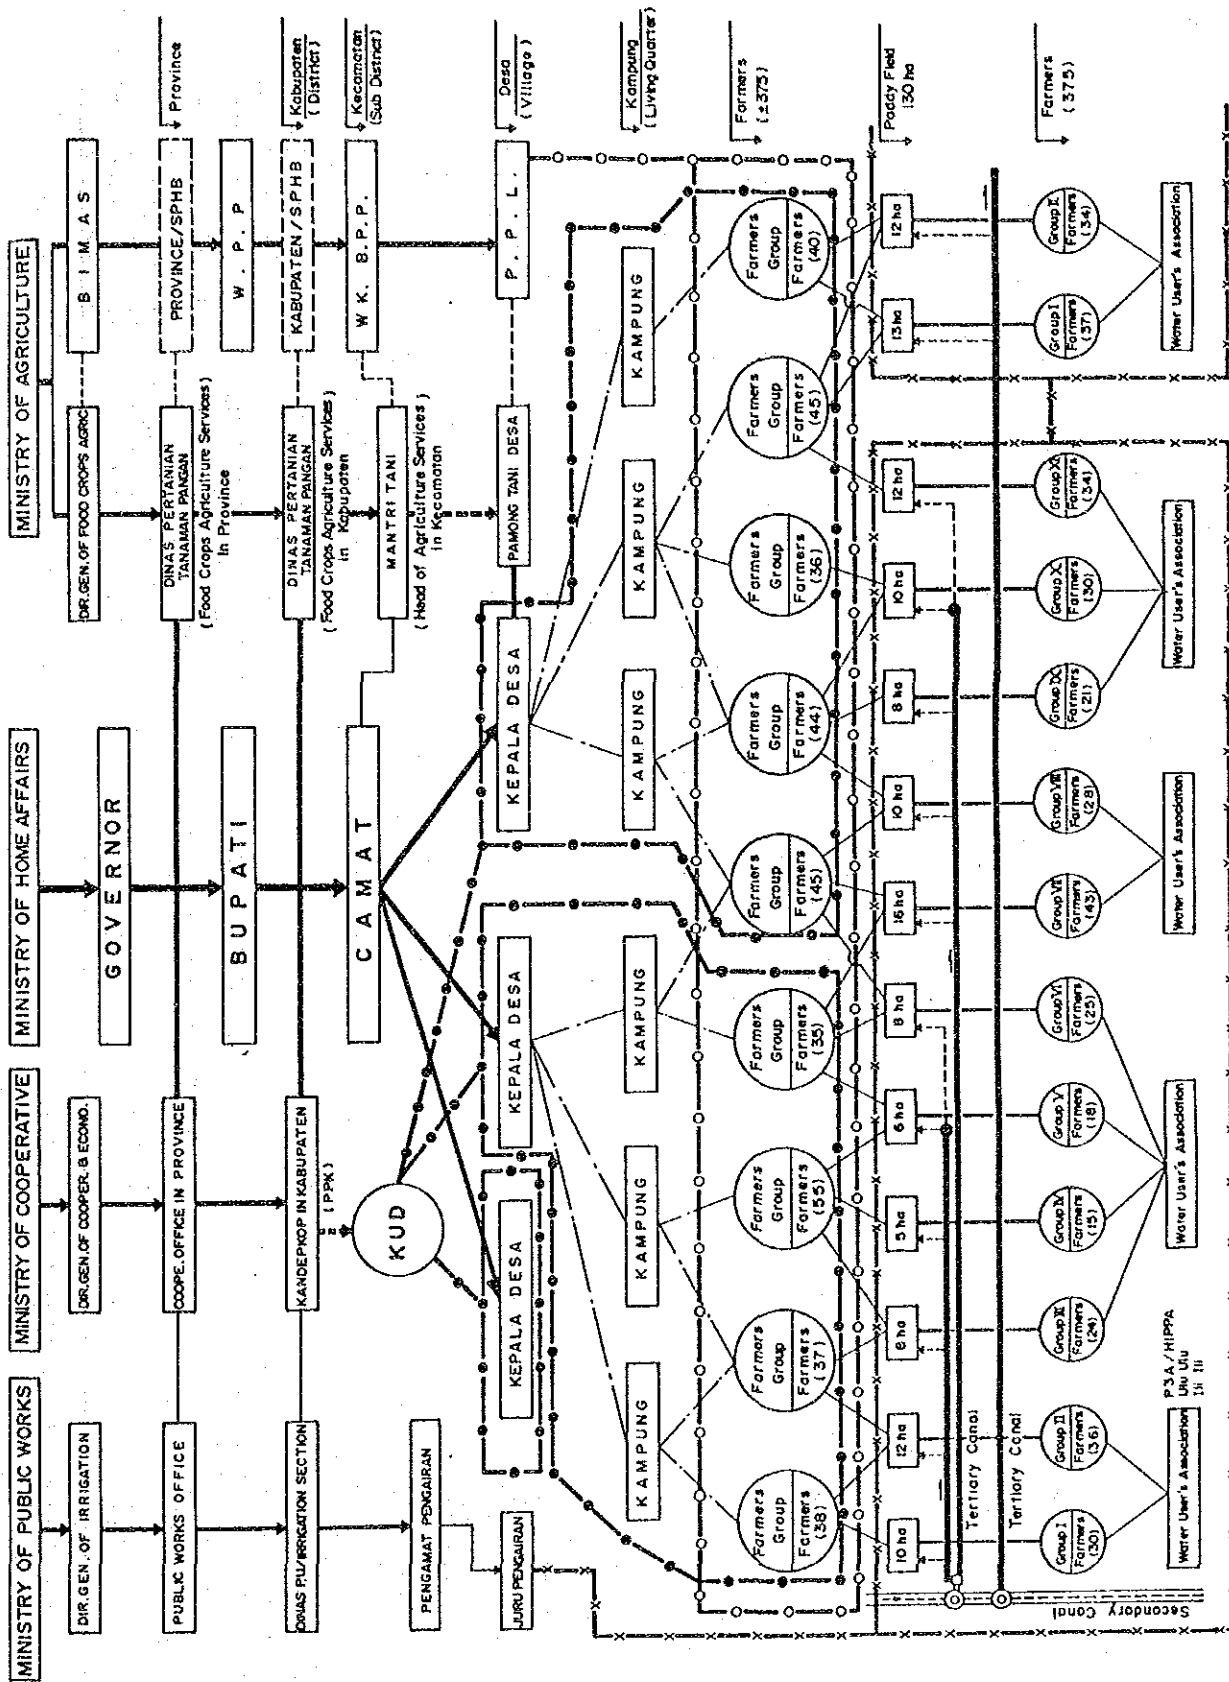 MINISTRY OF PUBLIC WORKS
MINISTRY OF COOPERATIVE
MINISTRY OF HOME AFFAIRS
MINISTRY OF AGRICULTURE
DIR.GEN. OF IRRIGATION
DIR.GEN. OF COOPER. & ECONO.
GOVERNOR
DIR.GEN. OF FOOD CROPS AGRIC
BIMAS
PUBLIC WORKS OFFICE
COOPE. OFFICE IN PROVINCE
DINAS PERTANIAN
TANAMAN PANGAN
(Food Crops Agriculture Services)
In Province
PROVINCE/SPHB
Province
BUPATI
W. P. P
DINAS P.U. IRRIGATION SECTION
KANDEPKOP IN KABUPATEN
(PPK)
DINAS PERTANIAN
TANAMAN PANGAN
(Food Crops Agriculture Services)
in Kabupaten
KABUPATEN / SPHB
Kabupaten
(District)
KUD
CAMAT
MANTRI TANI
(Head of Agriculture Services)
in Kecamatan
W K. B. P. P.
Kecamatan
(Sub District)
PENGAMAT PENGAIRAN
JURU PENGAIRAN
KEPALA DESA
KEPALA DESA
KEPALA DESA
PAMONG TANI DESA
P. P. L.
Desa
(Village)
KAMPUNG
KAMPUNG
KAMPUNG
KAMPUNG
KAMPUNG
KAMPUNG
Kampung
(Living Quarter)
Farmers
Group
Farmers
(38)
Farmers
Group
Farmers
(37)
Farmers
Group
Farmers
(55)
Farmers
Group
Farmers
(35)
Farmers
Group
Farmers
(45)
Farmers
Group
Farmers
(44)
Farmers
Group
Farmers
(36)
Farmers
Group
Farmers
(45)
Farmers
Group
Farmers
(40)
Farmers
(±375)
10 ha
12 ha
8 ha
5 ha
6 ha
8 ha
16 ha
10 ha
8 ha
10 ha
12 ha
13 ha
12 ha
Paddy Field
130 ha
Tertiary Canal
Tertiary Canal
Secondory Canal
Group I
Farmers
(30)
Group II
Farmers
(36)
Group III
Farmers
(24)
Group IV
Farmers
(15)
Group V
Farmers
(18)
Group VI
Farmers
(25)
Group VII
Farmers
(43)
Group VIII
Farmers
(28)
Group IX
Farmers
(21)
Group X
Farmers
(30)
Group XI
Farmers
(34)
Group I
Farmers
(37)
Group II
Farmers
(34)
Farmers
(375)
P3A / HIPPA
Ulu Ulu
Ili Ili
Water User's Association
Water User's Association
Water User's Association
Water User's Association
Water User's Association